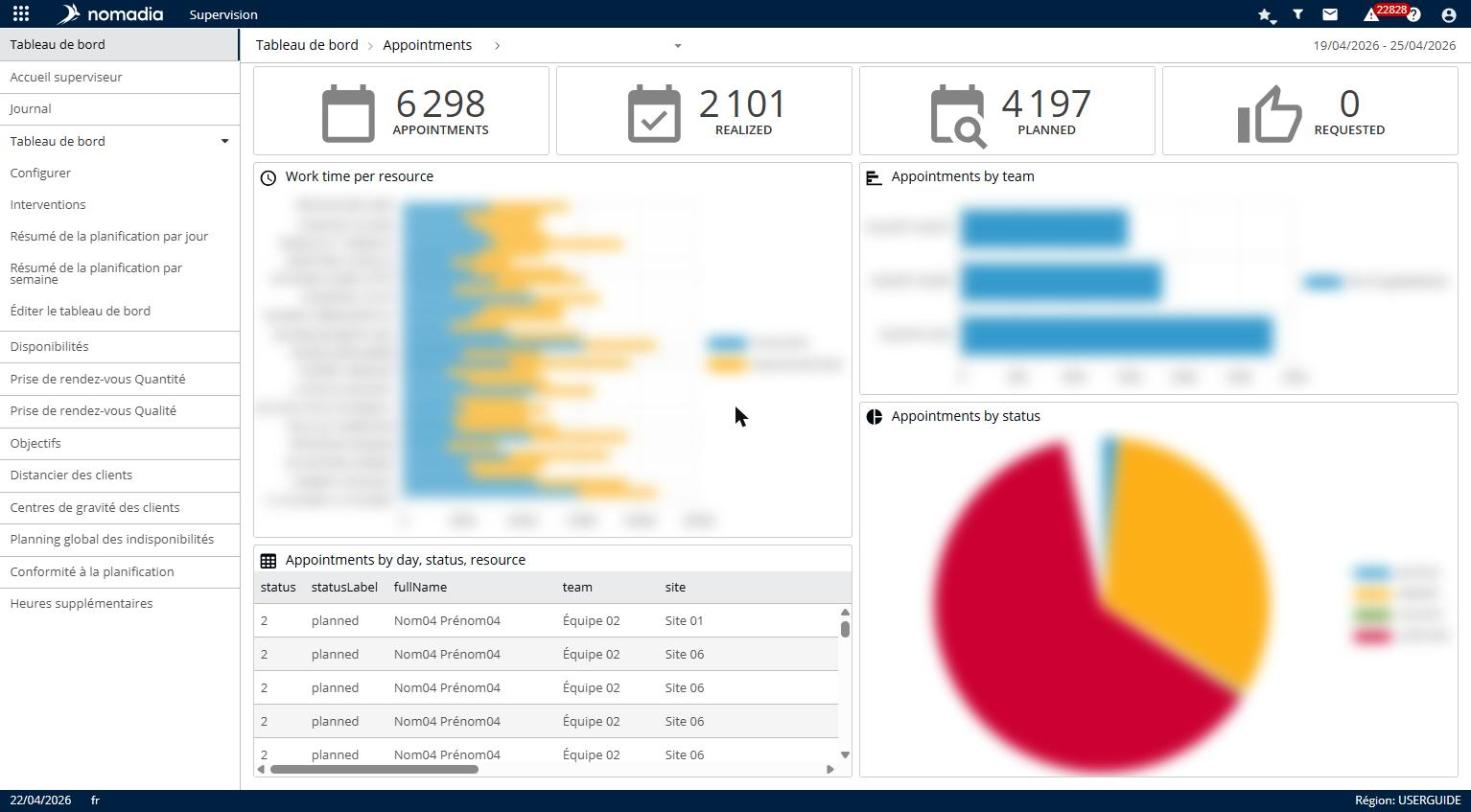 nomadia
Supervision
22828
Tableau de bord
Accueil superviseur
Journal
Tableau de bord
Configurer
Interventions
Résumé de la planification par jour
Résumé de la planification par
semaine
Éditer le tableau de bord
Disponibilités
Prise de rendez-vous Quantité
Prise de rendez-vous Qualité
Objectifs
Distancier des clients
Centres de gravité des clients
Planning global des indisponibilités
Conformité à la planification
Heures supplémentaires
Tableau de bord > Appointments >
19/04/2026 - 25/04/2026
6 298
APPOINTMENTS
2 101
REALIZED
4 197
PLANNED
0
REQUESTED
Work time per resource
Appointments by team
Appointments by status
Appointments by day, status, resource
status statusLabel fullName team site
2 planned Nom04 Prénom04 Équipe 02 Site 01
2 planned Nom04 Prénom04 Équipe 02 Site 06
2 planned Nom04 Prénom04 Équipe 02 Site 06
2 planned Nom04 Prénom04 Équipe 02 Site 06
2 planned Nom04 Prénom04 Équipe 02 Site 06
22/04/2026 fr
Région: USERGUIDE